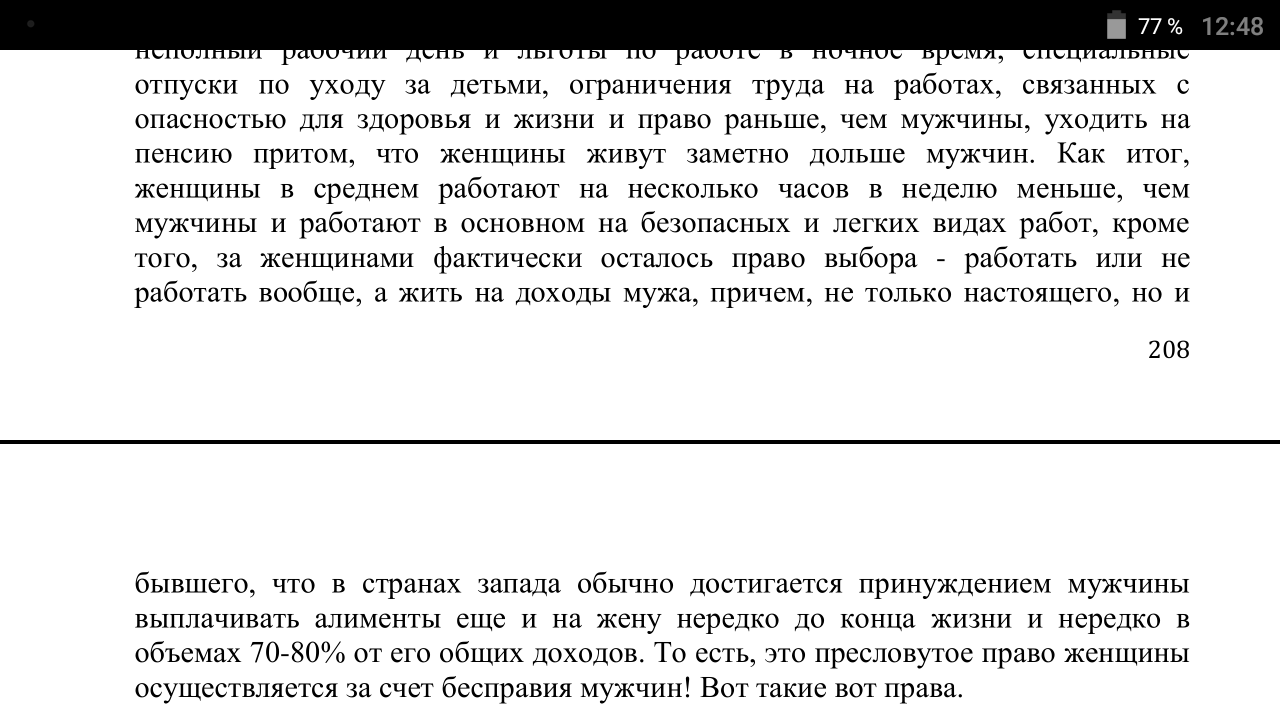 77 % 12:48
неполный рабочий день и льготы по работе в ночное время, специальные
отпуски по уходу за детьми, ограничения труда на работах, связанных с
опасностью для здоровья и жизни и право раньше, чем мужчины, уходить на
пенсию притом, что женщины живут заметно дольше мужчин. Как итог,
женщины в среднем работают на несколько часов в неделю меньше, чем
мужчины и работают в основном на безопасных и легких видах работ, кроме
того, за женщинами фактически осталось право выбора - работать или не
работать вообще, а жить на доходы мужа, причем, не только настоящего, но и
208
бывшего, что в странах запада обычно достигается принуждением мужчины
выплачивать алименты еще и на жену нередко до конца жизни и нередко в
объемах 70-80% от его общих доходов. То есть, это пресловутое право женщины
осуществляется за счет бесправия мужчин! Вот такие вот права.